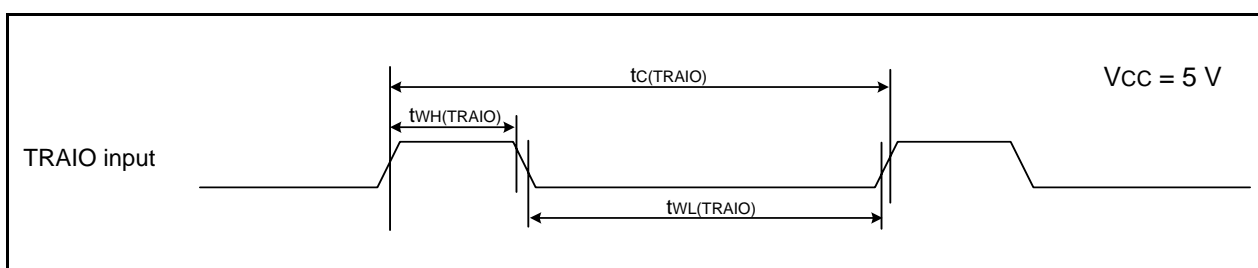 tC(TRAIO)
VCC = 5 V
tWH(TRAIO)
TRAIO input
tWL(TRAIO)